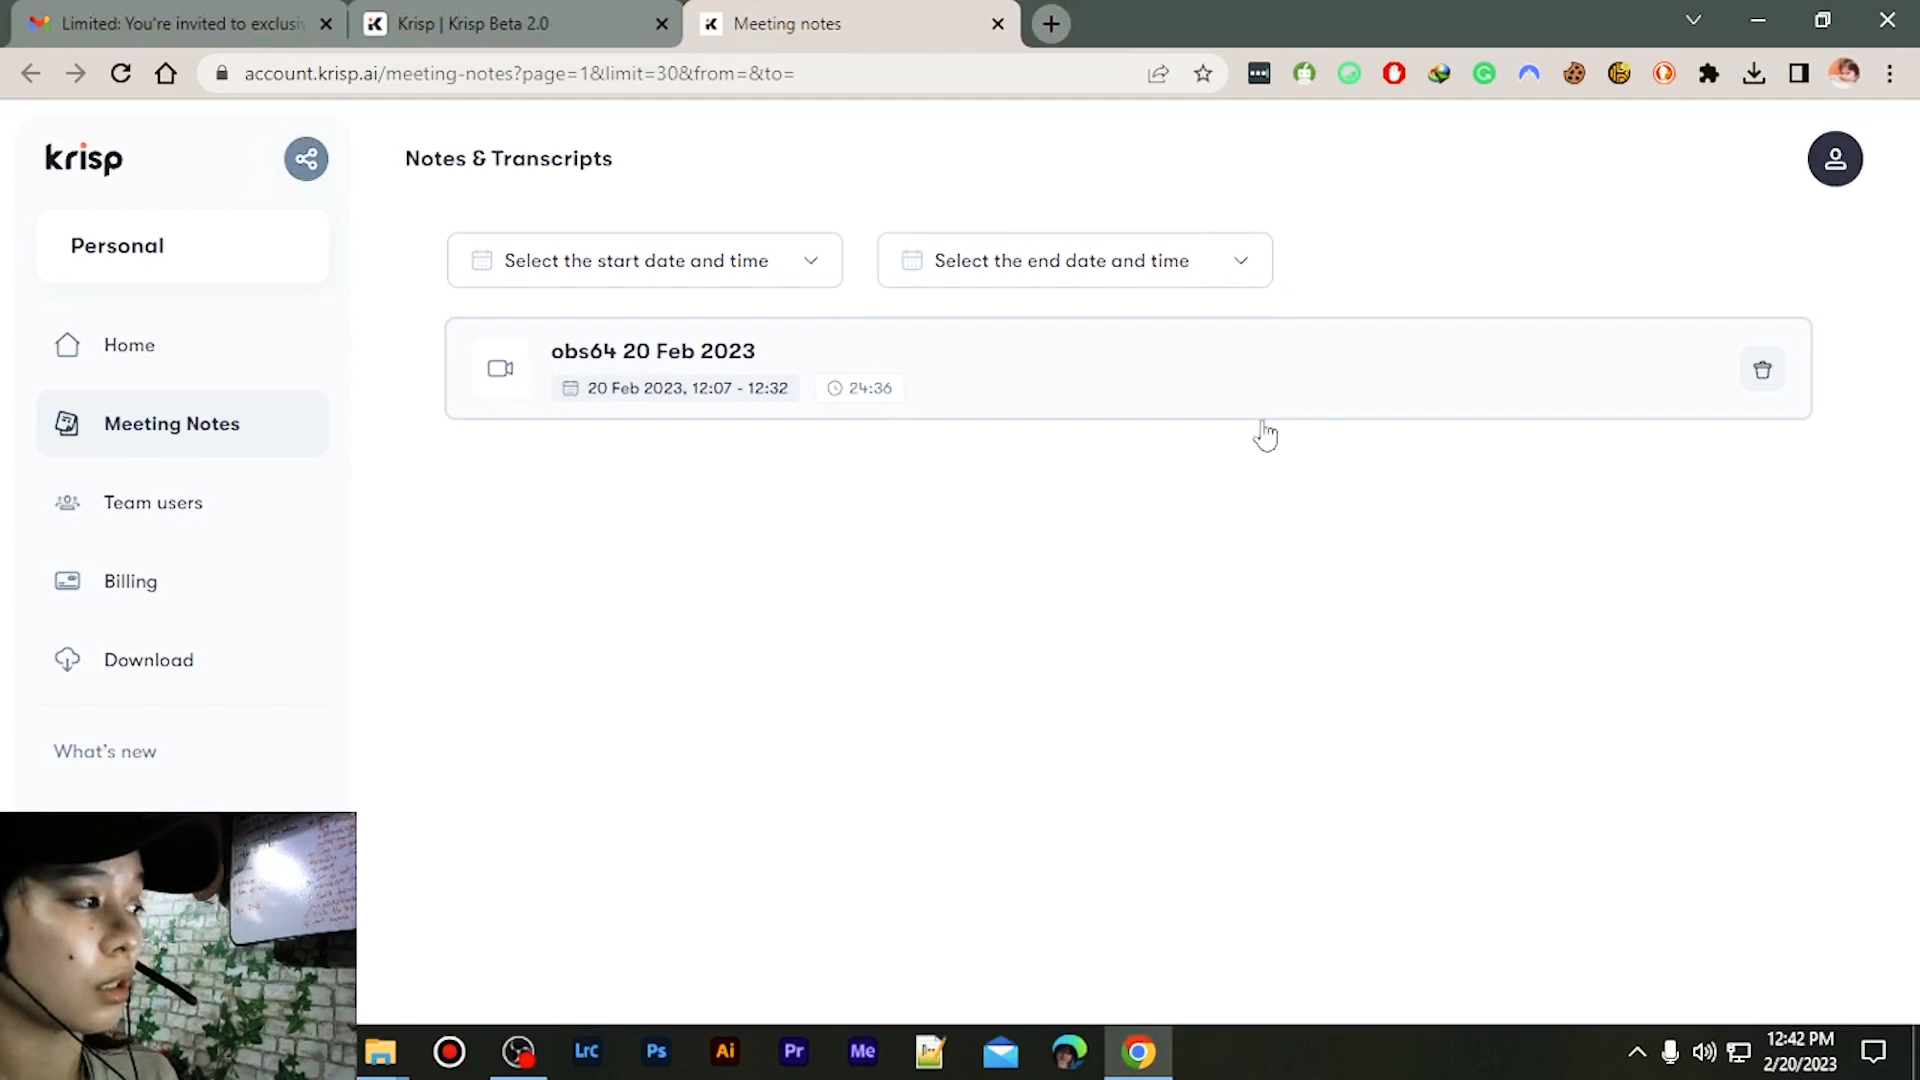 Limited: You're invited to exclusiv
Krisp | Krisp Beta 2.0
Meeting notes
account.krisp.ai/meeting-notes?page=1&limit=30&from=&to=
krisp
Notes & Transcripts
Personal
Select the start date and time
Select the end date and time
Home
obs64 20 Feb 2023
20 Feb 2023, 12:07 - 12:32
24:36
Meeting Notes
Team users
Billing
Download
What's new
Lrc
Ps
Ai
Pr
Me
12:42 PM
2/20/2023